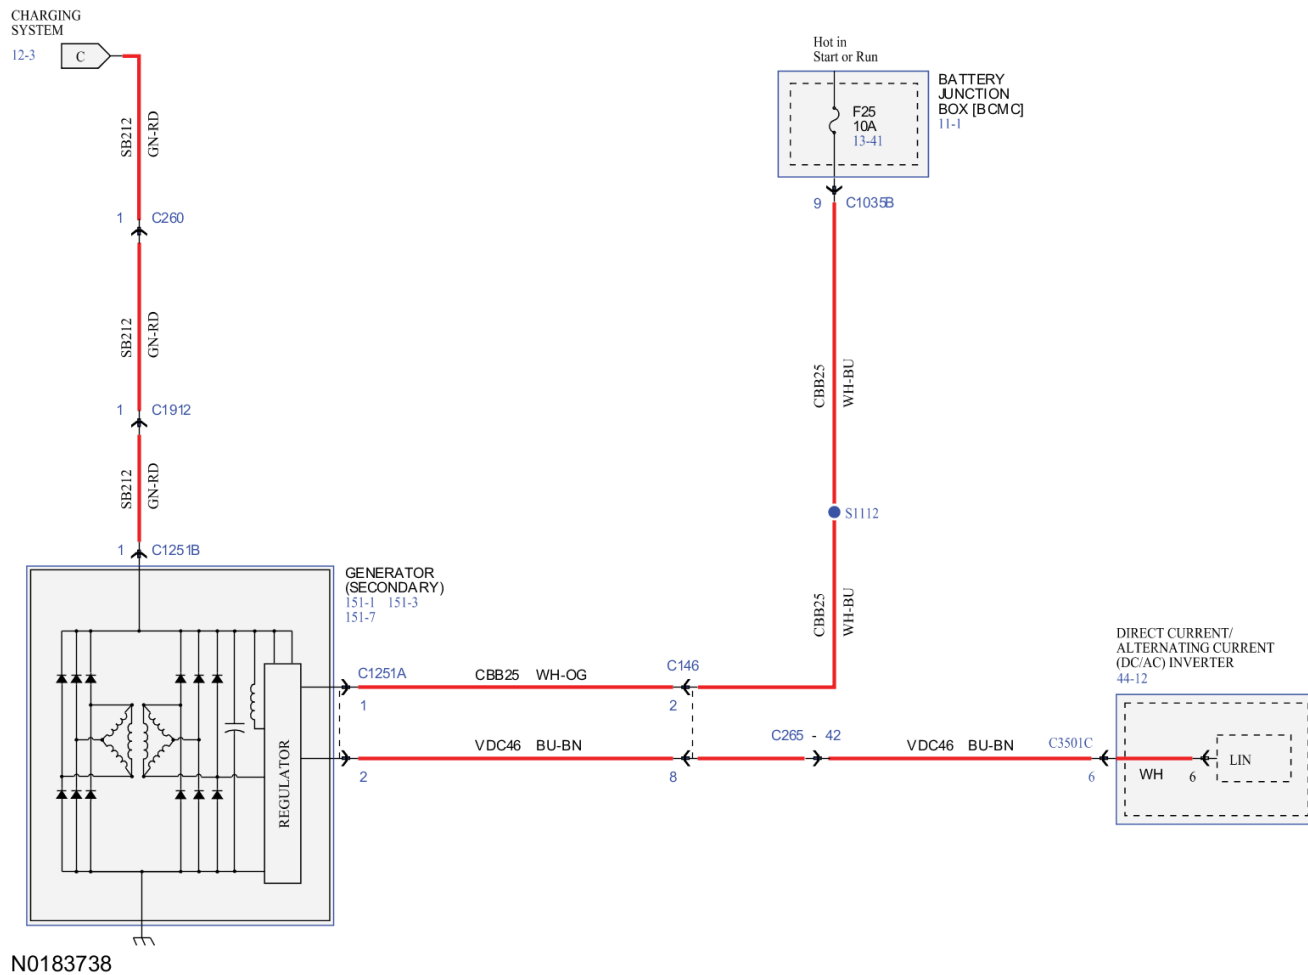 CHARGING
SYSTEM
12-3
C
SB212
GN-RD
1 C260
SB212
GN-RD
1 C1912
SB212
GN-RD
1 C1251B
GENERATOR
(SECONDARY)
151-1 151-3
151-7
REGULATOR
Hot in
Start or Run
BATTERY
JUNCTION
BOX [BCMC]
11-1
F25
10A
13-41
9 C1035B
CBB25
WH-BU
S1112
CBB25
WH-BU
C1251A
CBB25 WH-OG
C146
1
2
VDC46 BU-BN
2
8
C265 - 42
VDC46 BU-BN
C3501C
6
DIRECT CURRENT/
ALTERNATING CURRENT
(DC/AC) INVERTER
44-12
WH
6
LIN
N0183738